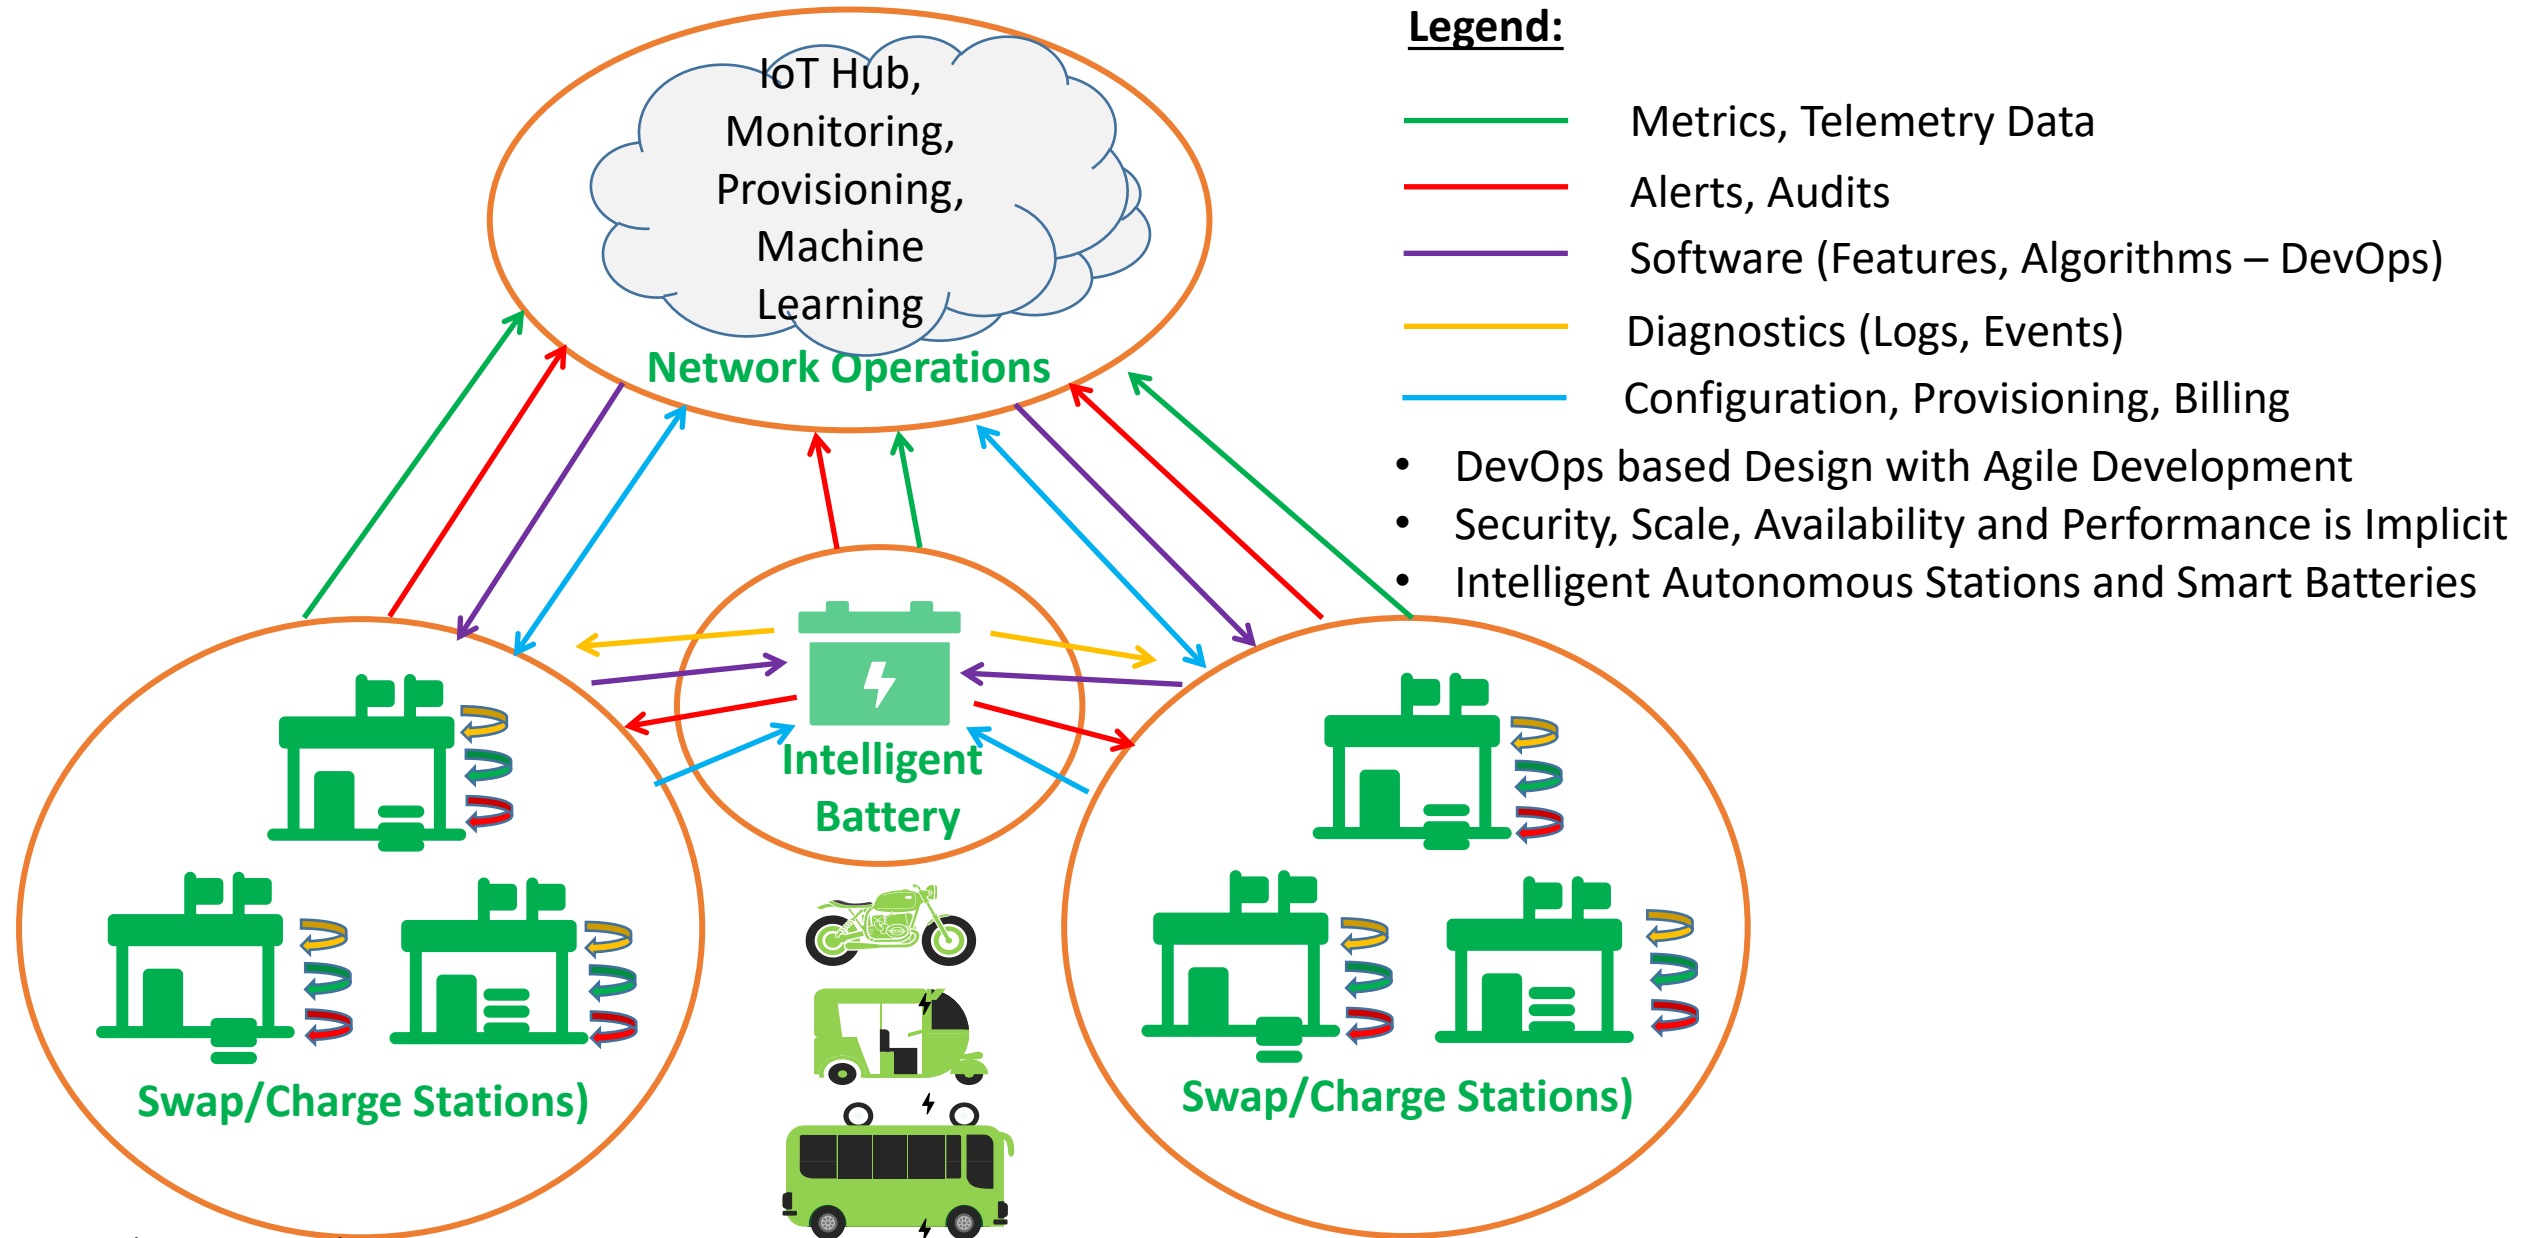 IoT Hub,
Monitoring,
Provisioning,
Machine
Learning
Network Operations
Intelligent
Battery
Swap/Charge Stations)
Swap/Charge Stations)
Legend:
Metrics, Telemetry Data
Alerts, Audits
Software (Features, Algorithms – DevOps)
Diagnostics (Logs, Events)
Configuration, Provisioning, Billing
• DevOps based Design with Agile Development
• Security, Scale, Availability and Performance is Implicit
• Intelligent Autonomous Stations and Smart Batteries